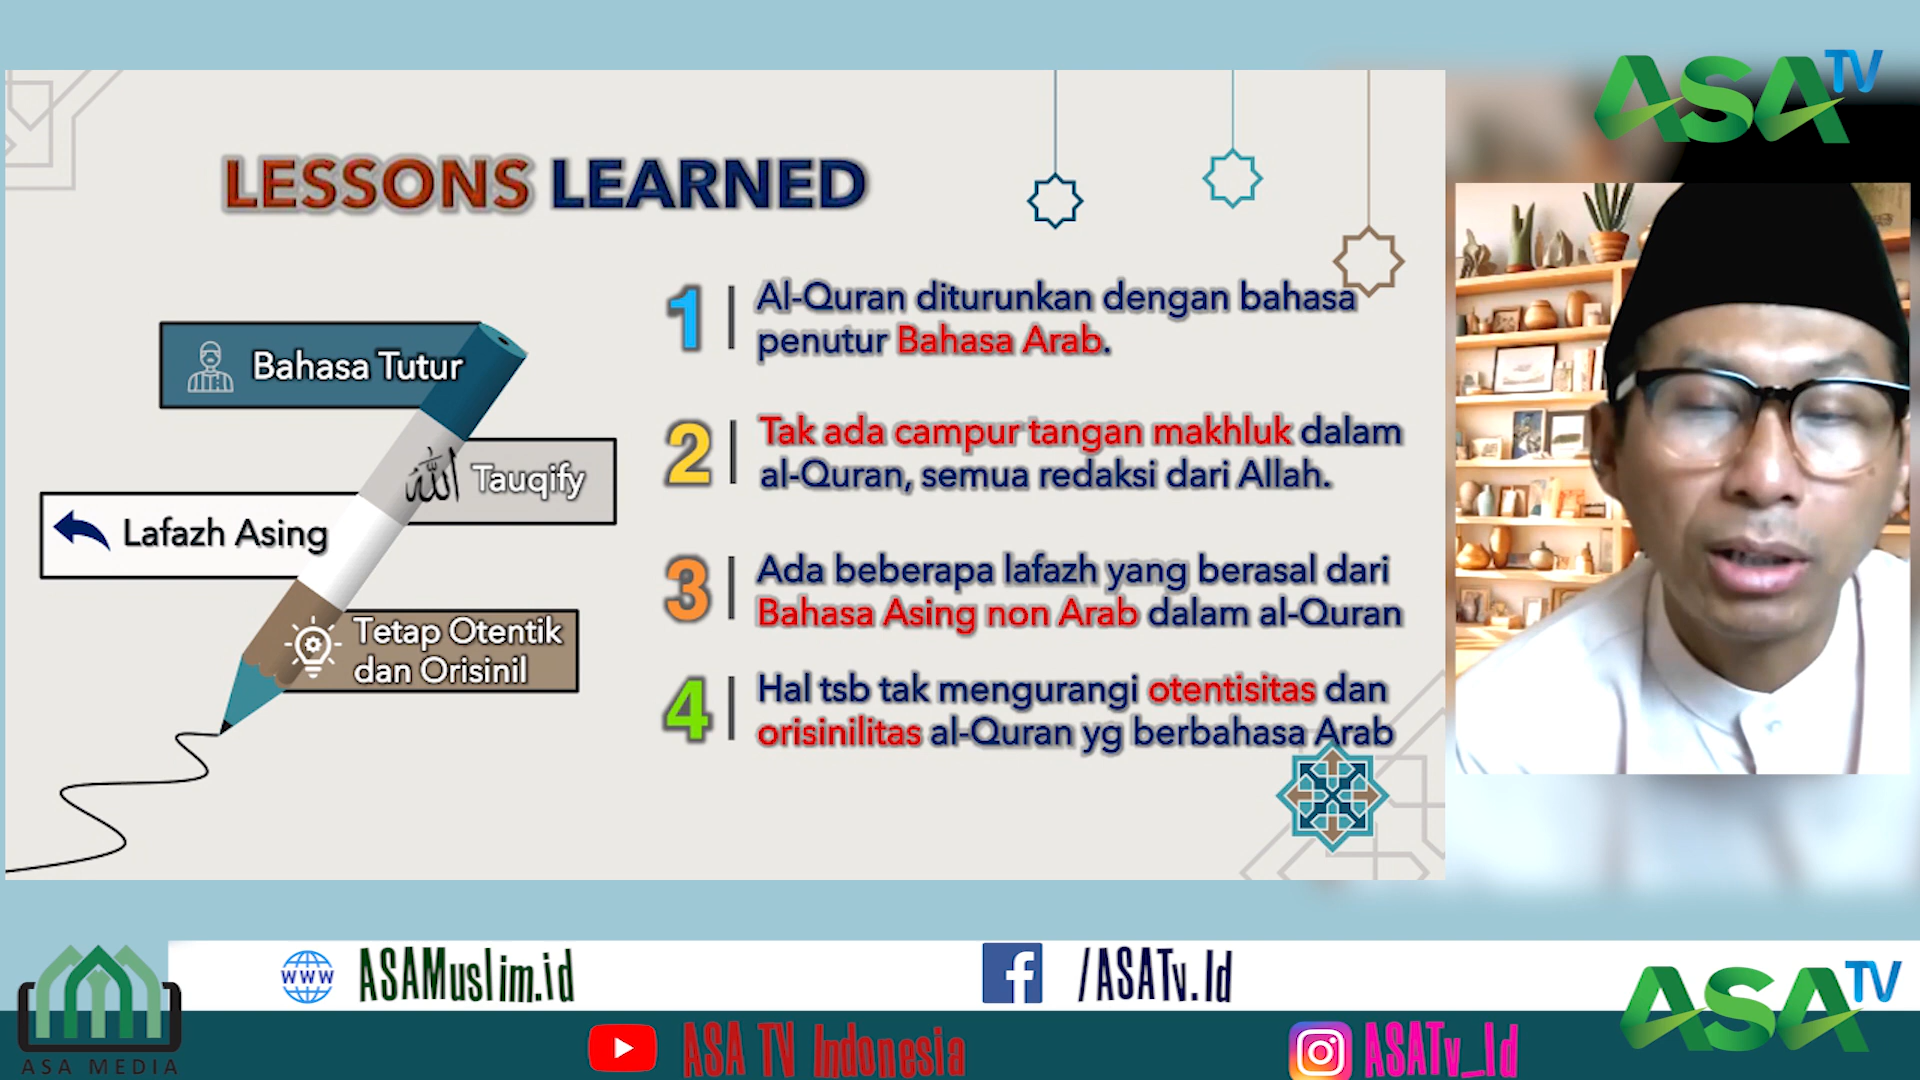 ASA TV
LESSONS LEARNED
Bahasa Tutur
الله Tauqify
Lafazh Asing
Tetap Otentik
dan Orisinil
1 Al-Quran diturunkan dengan bahasa
penutur Bahasa Arab.
2 Tak ada campur tangan makhluk dalam
al-Quran, semua redaksi dari Allah.
3 Ada beberapa lafazh yang berasal dari
Bahasa Asing non Arab dalam al-Quran
4 Hal tsb tak mengurangi otentisitas dan
orisinilitas al-Quran yg berbahasa Arab
www ASAMuslim.id
f /ASATv.Id
ASA TV
ASA TV Indonesia
ASATv_Id
ASA MEDIA